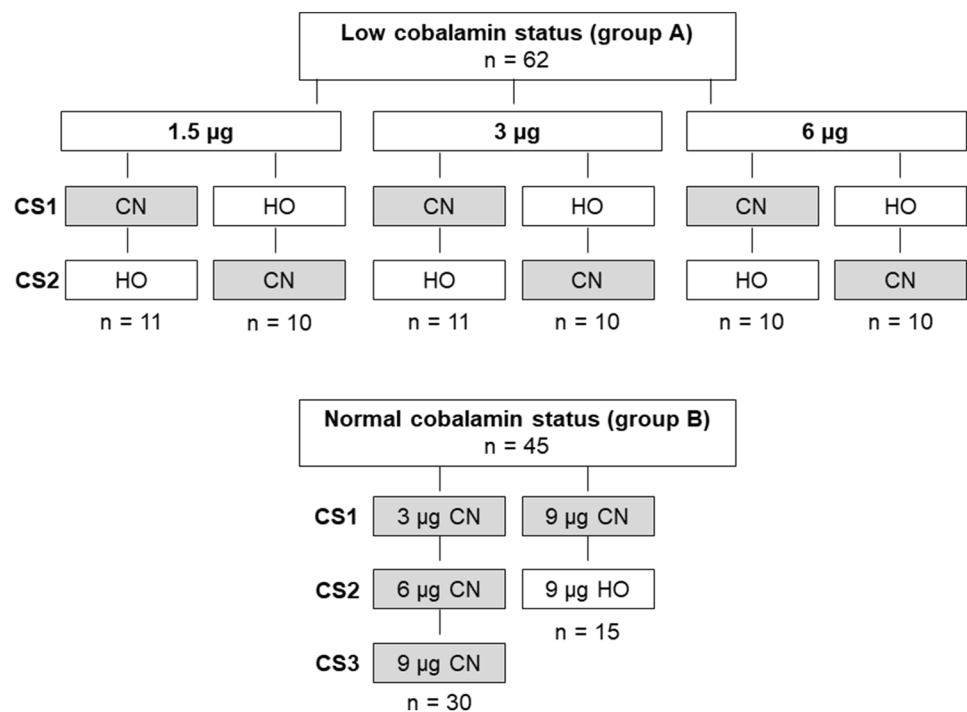 Low cobalamin status (group A)
n = 62
1.5 µg 3 µg 6 µg
CS1 CN HO CN HO CN HO
CS2 HO CN HO CN HO CN
n = 11 n = 10 n = 11 n = 10 n = 10 n = 10
Normal cobalamin status (group B)
n = 45
CS1 3 µg CN 9 µg CN
CS2 6 µg CN 9 µg HO
n = 15
CS3 9 µg CN
n = 30